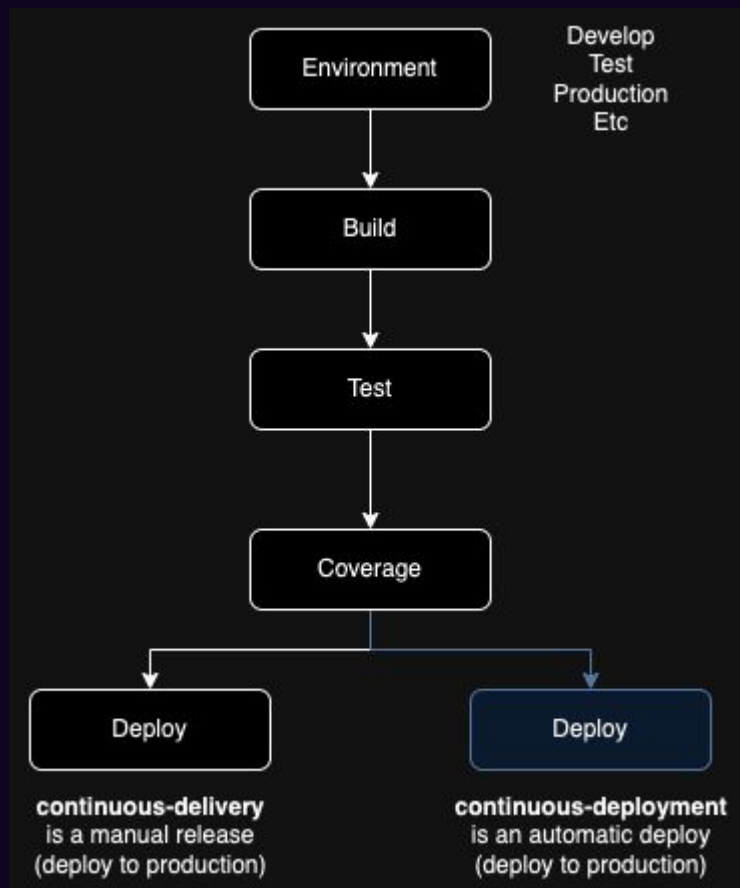 Environment
Develop
Test
Production
Etc
Build
Test
Coverage
Deploy
Deploy
continuous-delivery
is a manual release
(deploy to production)
continuous-deployment
is an automatic deploy
(deploy to production)